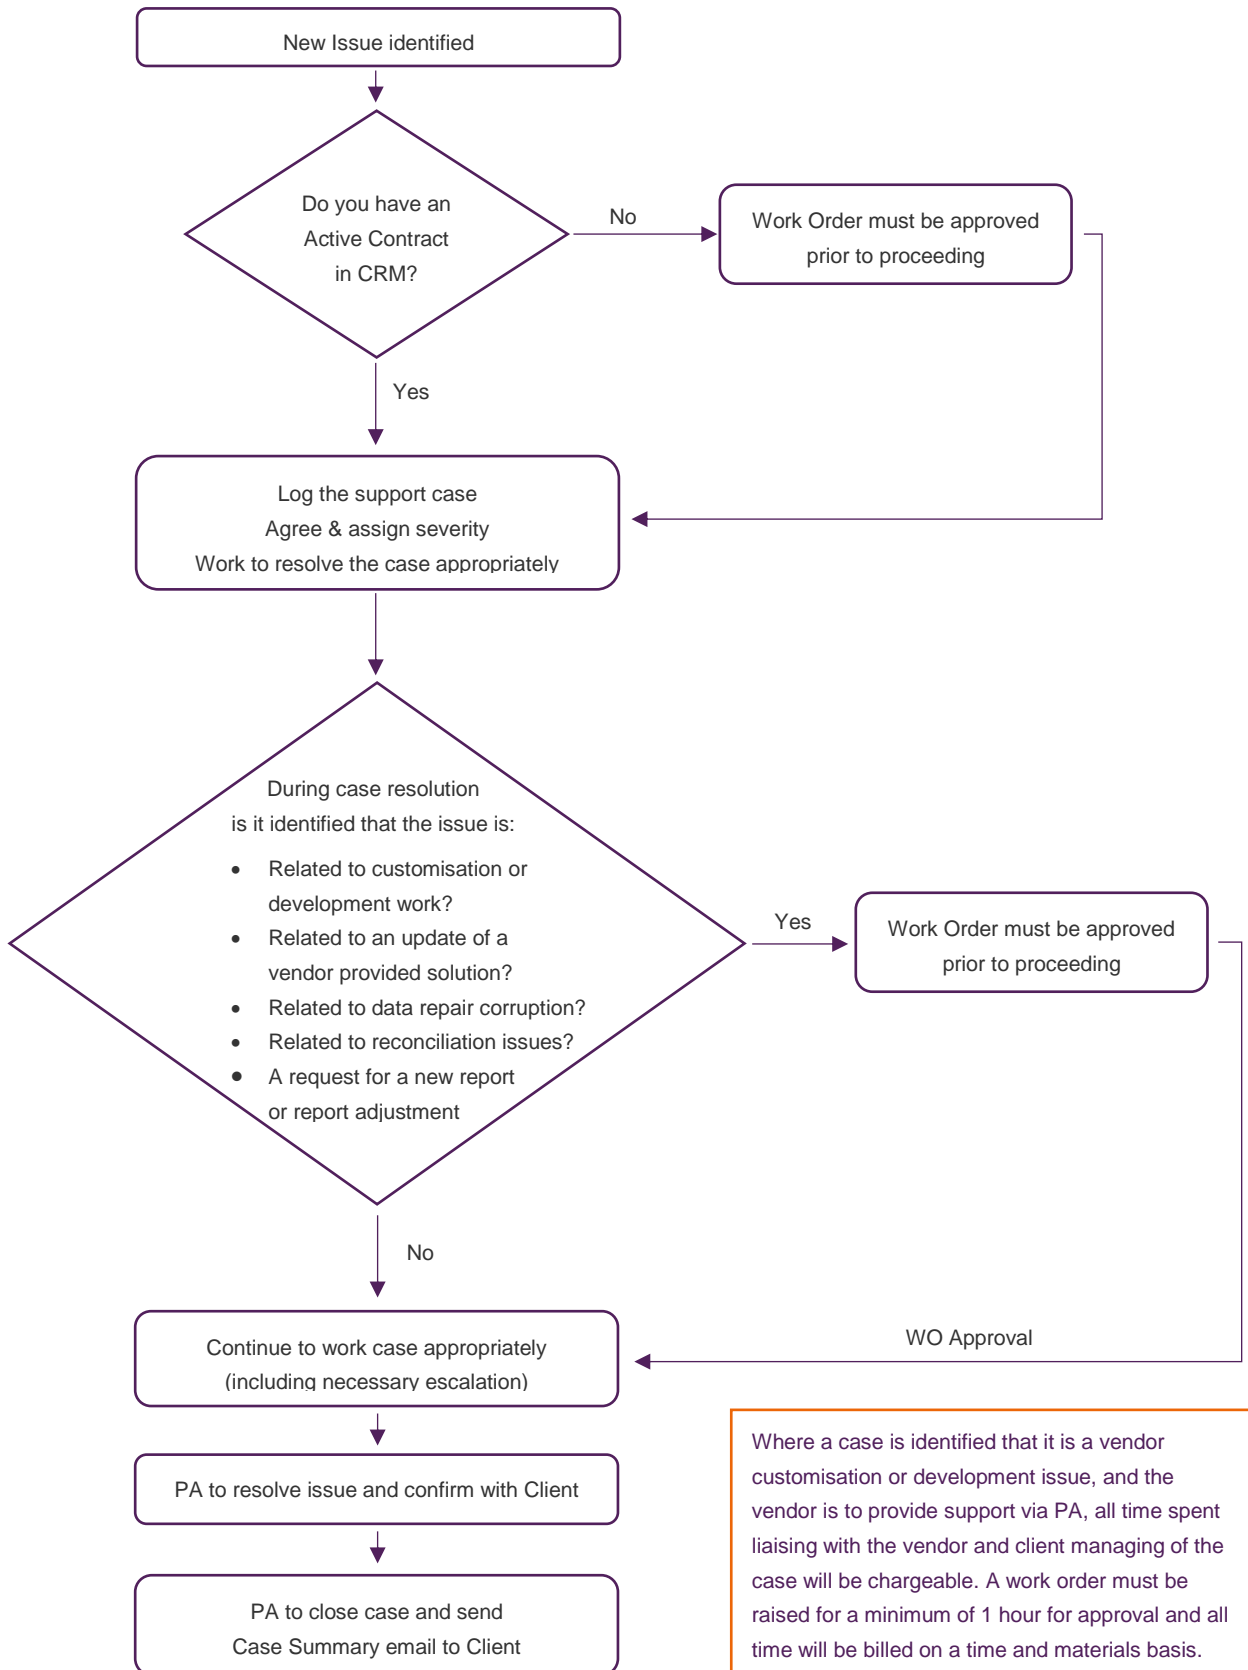 New Issue identified
Do you have an
Active Contract
in CRM?
No
Work Order must be approved
prior to proceeding
Yes
Log the support case
Agree & assign severity
Work to resolve the case appropriately
During case resolution
is it identified that the issue is:
• Related to customisation or
development work?
• Related to an update of a
vendor provided solution?
• Related to data repair corruption?
• Related to reconciliation issues?
• A request for a new report
or report adjustment
Yes
Work Order must be approved
prior to proceeding
No
WO Approval
Continue to work case appropriately
(including necessary escalation)
PA to resolve issue and confirm with Client
PA to close case and send
Case Summary email to Client
Where a case is identified that it is a vendor
customisation or development issue, and the
vendor is to provide support via PA, all time spent
liaising with the vendor and client managing of the
case will be chargeable. A work order must be
raised for a minimum of 1 hour for approval and all
time will be billed on a time and materials basis.